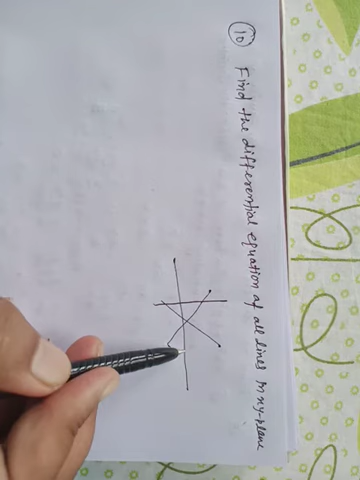 10 Find the differential equation of all lines in xy-plane